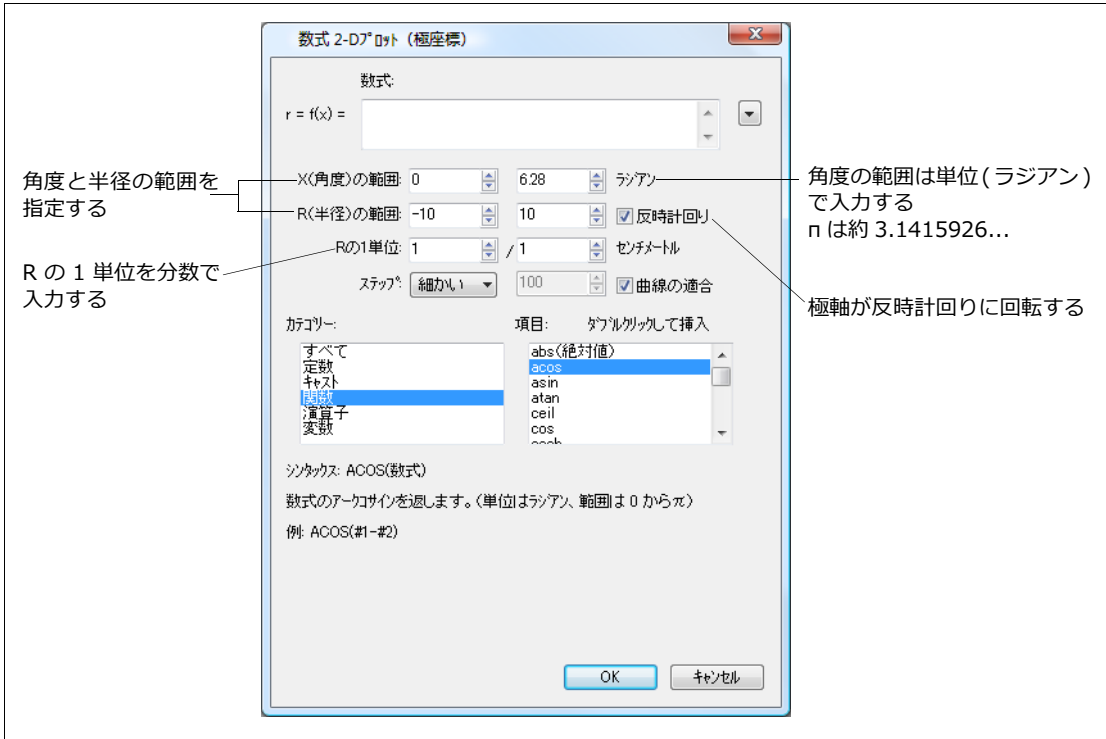 数式 2-Dﾌﾟﾛｯﾄ（極座標）
数式:
r = f(x) =
X(角度)の範囲: 0 6.28 ﾗｼﾞｱﾝ
R(半径)の範囲: -10 10 反時計回り
Rの1単位: 1 / 1 ｾﾝﾁﾒｰﾄﾙ
ｽﾃｯﾌﾟ: 細かい 100 曲線の適合
ｶﾃｺﾞﾘｰ: 項目: ﾀﾞﾌﾞﾙｸﾘｯｸして挿入
すべて
定数
ｷｬｽﾄ
関数
演算子
変数
abs(絶対値)
acos
asin
atan
ceil
cos
cosh
ｼﾝﾀｯｸｽ: ACOS(数式)
数式のｱｰｸｺｻｲﾝを返します。（単位はﾗｼﾞｱﾝ、範囲は 0 からπ）
例: ACOS(#1-#2)
OK ｷｬﾝｾﾙ
角度と半径の範囲を
指定する
R の 1 単位を分数で
入力する
角度の範囲は単位( ラジアン )
で入力する
π は約 3.1415926...
極軸が反時計回りに回転する